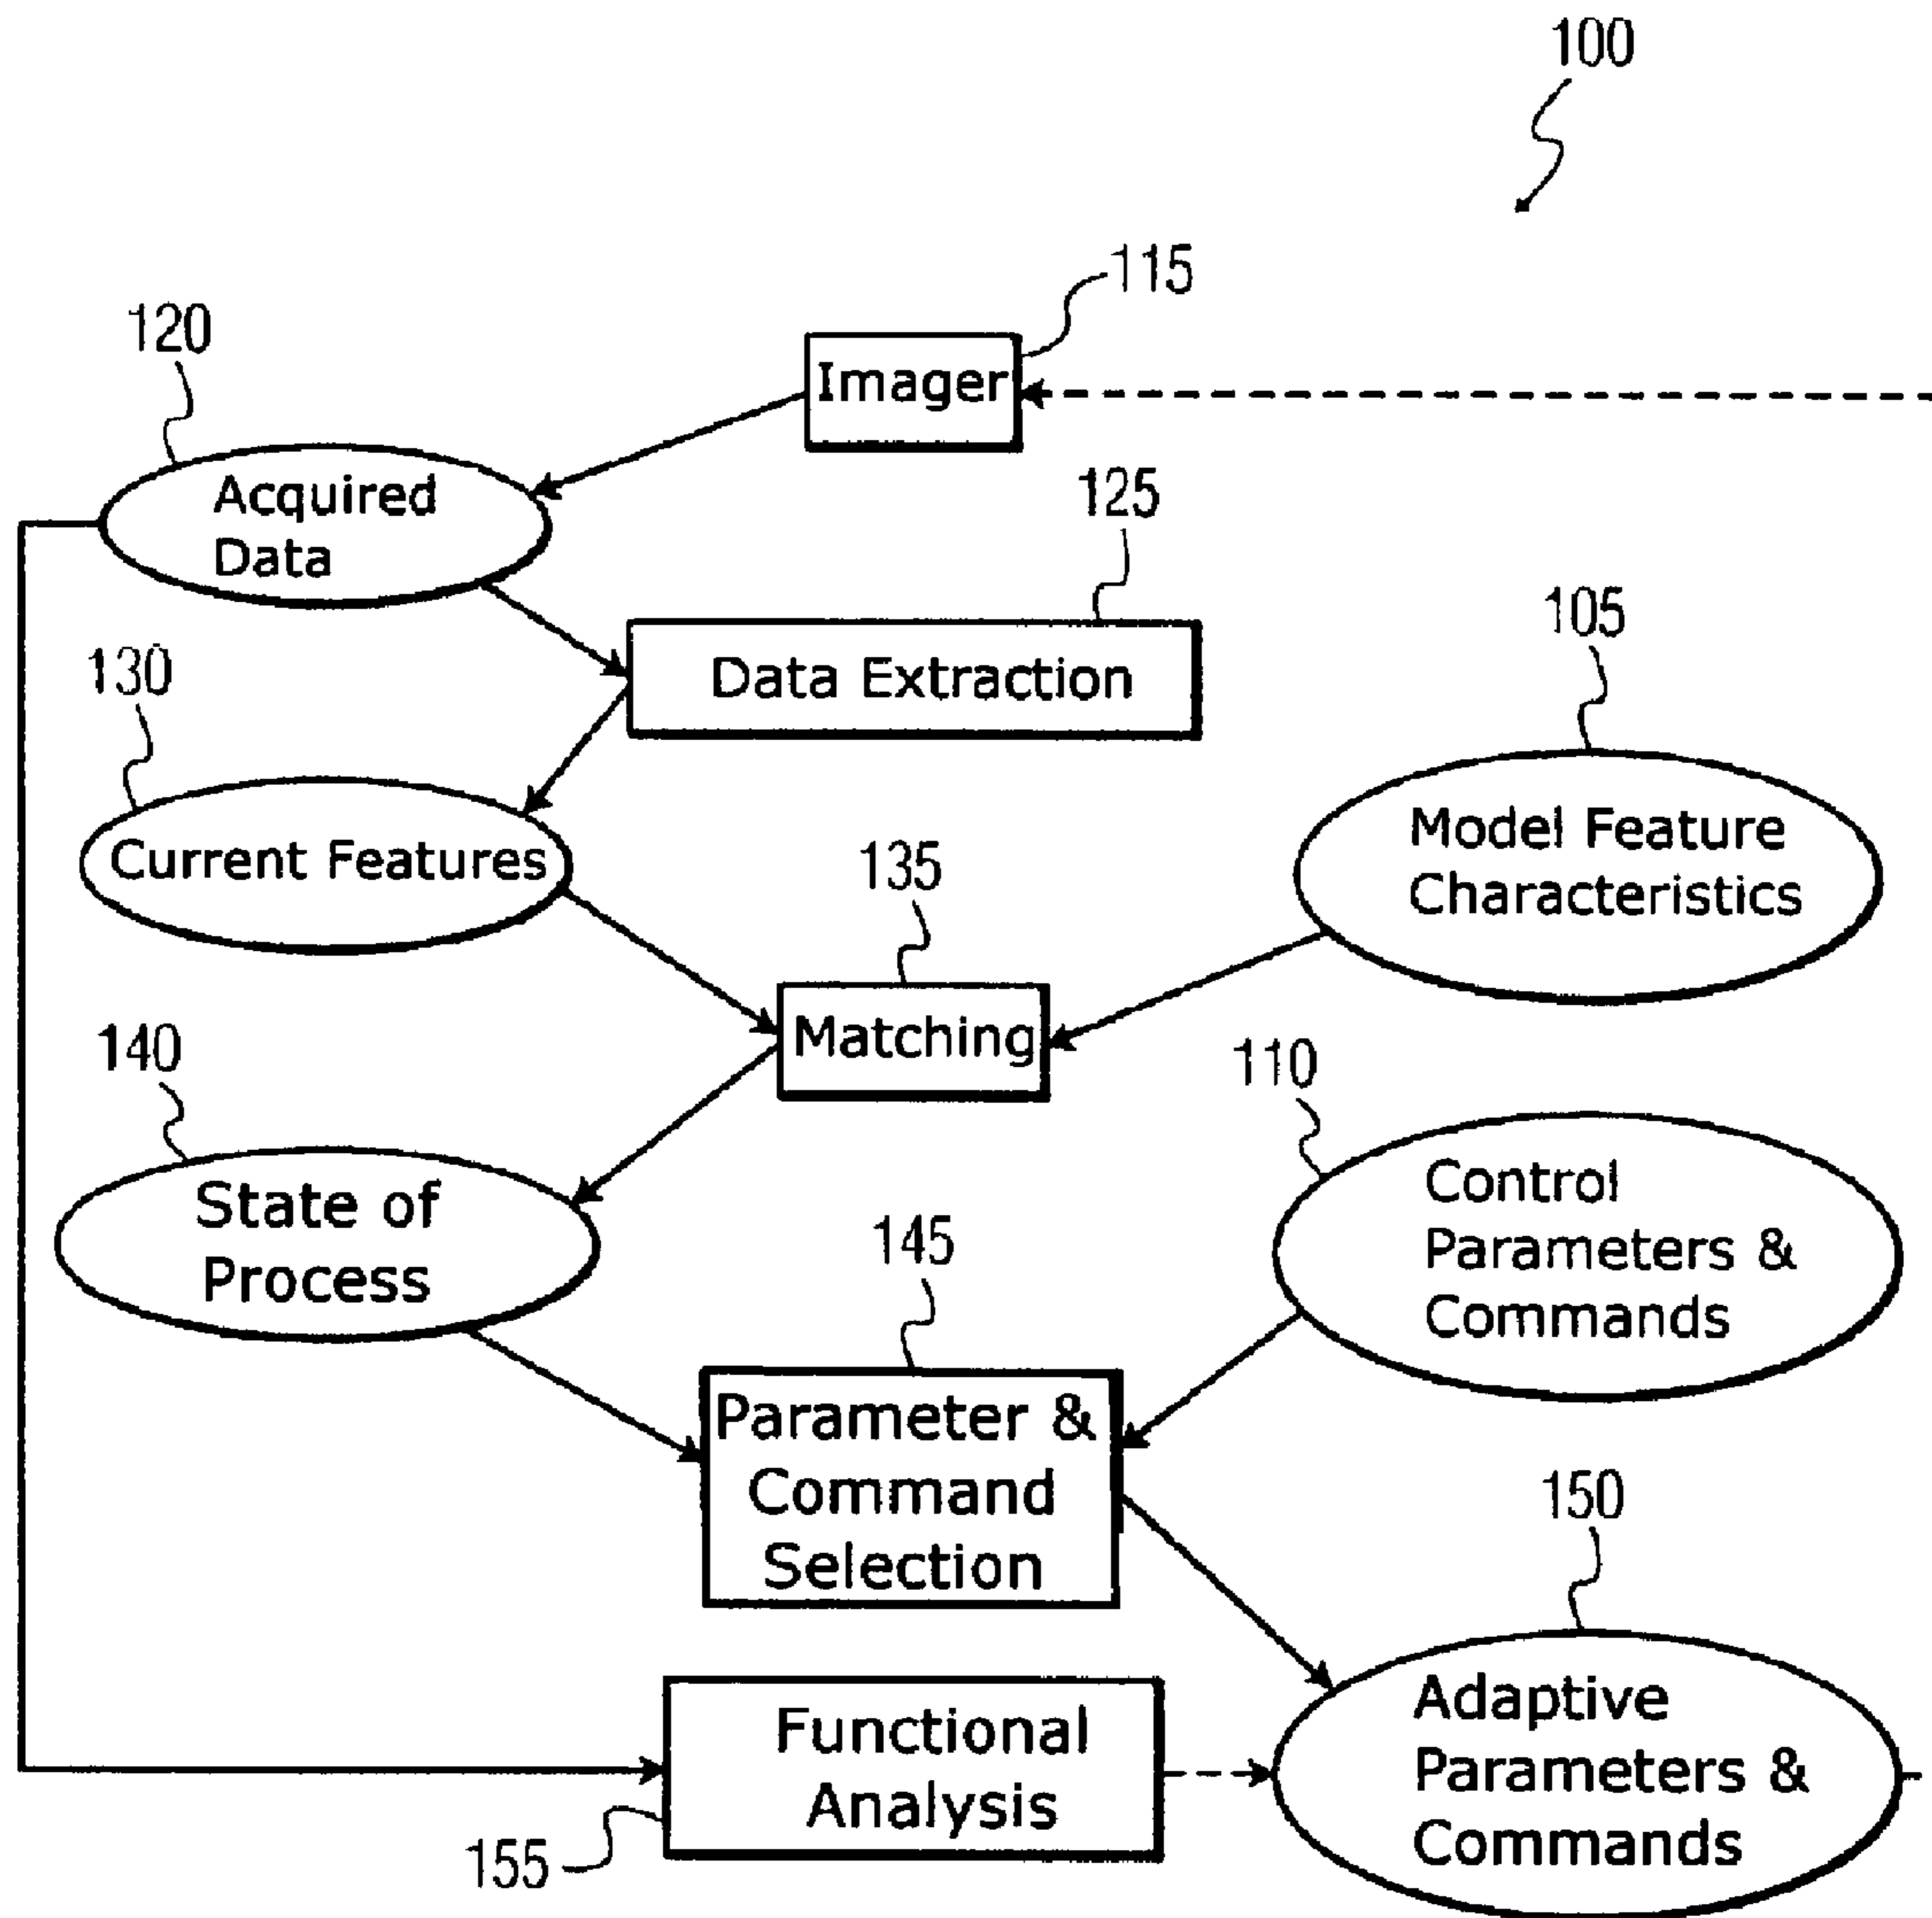 100
115
Imager
120
Acquired
Data
125
Data Extraction
105
130
Model Feature
Characteristics
Current Features
135
Matching
140
110
State of
Process
Control
Parameters &
Commands
145
Parameter &
Command
Selection
150
Functional
Analysis
Adaptive
Parameters &
Commands
155